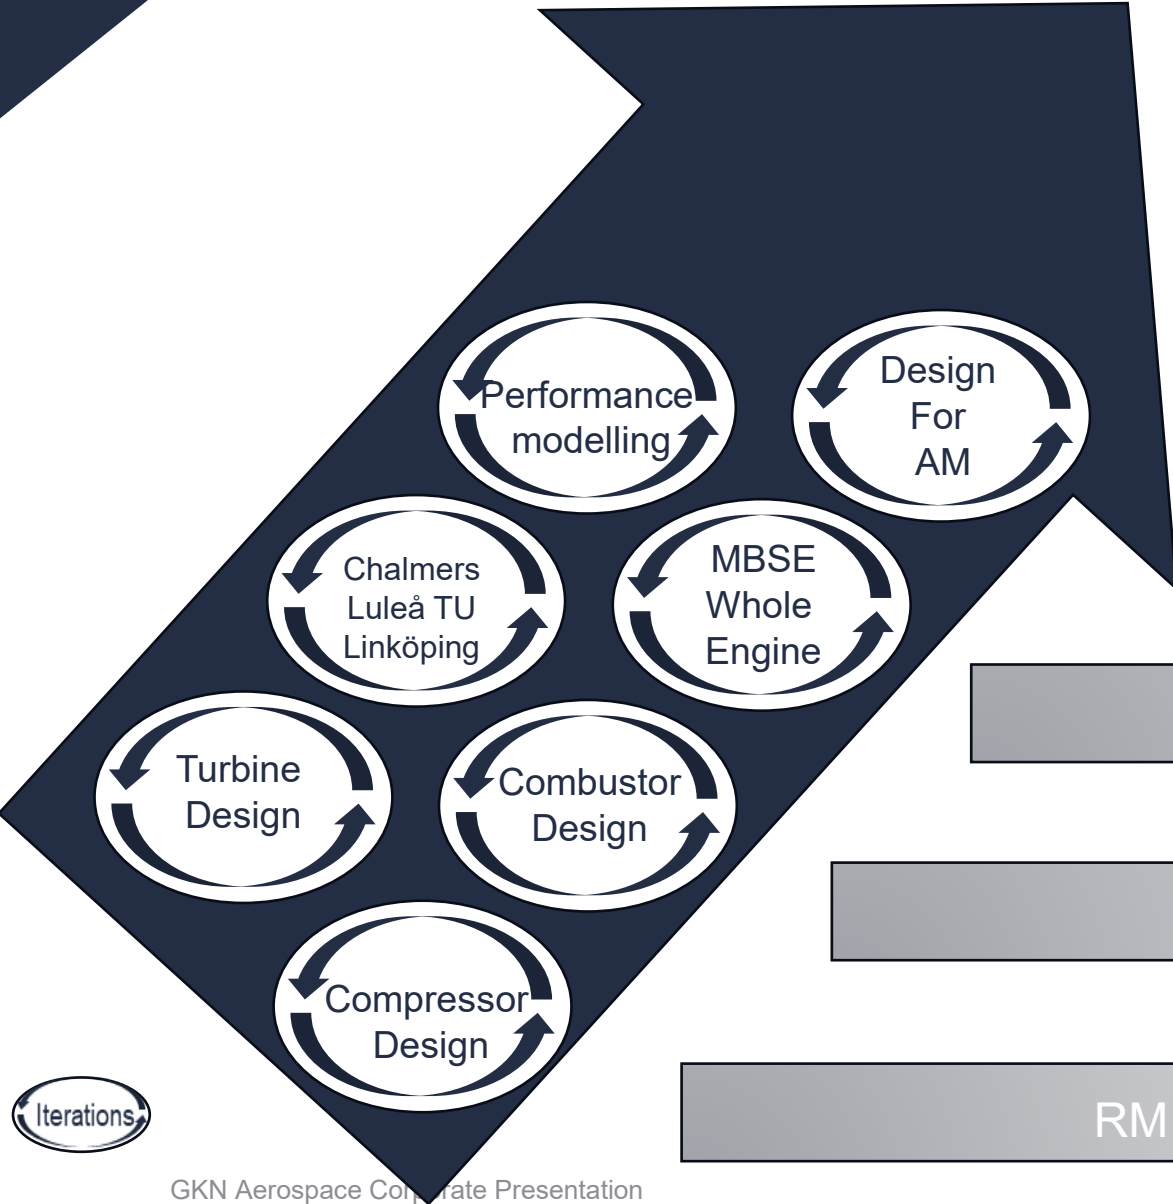 Performance
modelling
Design
For
AM
Chalmers
Luleå TU
Linköping
MBSE
Whole
Engine
Turbine
Design
Combustor
Design
Compressor
Design
Iterations
RM
GKN Aerospace Corporate Presentation